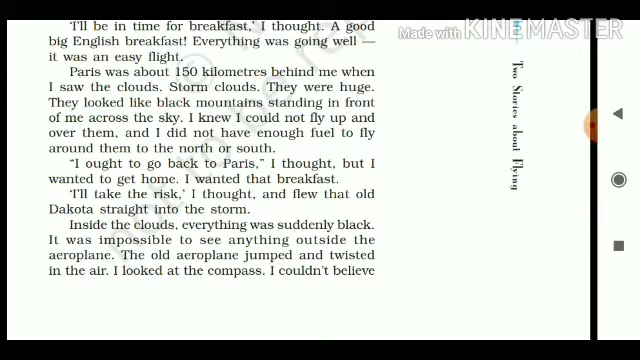 'I'll be in time for breakfast,' I thought. A good
big English breakfast! Everything was going well —
it was an easy flight.
Paris was about 150 kilometres behind me when
I saw the clouds. Storm clouds. They were huge.
They looked like black mountains standing in front
of me across the sky. I knew I could not fly up and
over them, and I did not have enough fuel to fly
around them to the north or south.
"I ought to go back to Paris," I thought, but I
wanted to get home. I wanted that breakfast.
'I'll take the risk,' I thought, and flew that old
Dakota straight into the storm.
Inside the clouds, everything was suddenly black.
It was impossible to see anything outside the
aeroplane. The old aeroplane jumped and twisted
in the air. I looked at the compass. I couldn't believe
Two Stories about Flying
Made with KINEMASTER
not to be re